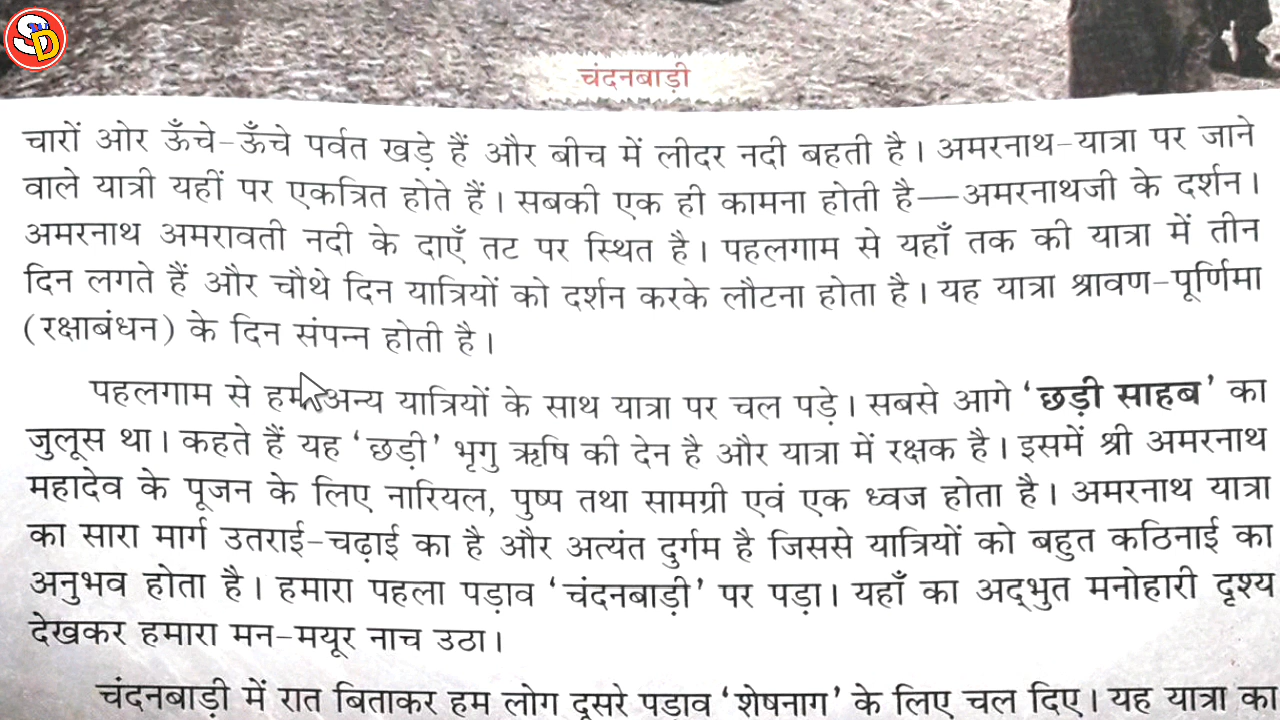 SD
चंदनबाड़ी
चारों ओर ऊँचे-ऊँचे पर्वत खड़े हैं और बीच में लीदर नदी बहती है। अमरनाथ-यात्रा पर जाने
वाले यात्री यहीं पर एकत्रित होते हैं। सबकी एक ही कामना होती है—अमरनाथजी के दर्शन।
अमरनाथ अमरावती नदी के दाएँ तट पर स्थित है। पहलगाम से यहाँ तक की यात्रा में तीन
दिन लगते हैं और चौथे दिन यात्रियों को दर्शन करके लौटना होता है। यह यात्रा श्रावण-पूर्णिमा
(रक्षाबंधन) के दिन संपन्न होती है।
पहलगाम से हम अन्य यात्रियों के साथ यात्रा पर चल पड़े। सबसे आगे ‘छड़ी साहब’ का
जुलूस था। कहते हैं यह ‘छड़ी’ भृगु ऋषि की देन है और यात्रा में रक्षक है। इसमें श्री अमरनाथ
महादेव के पूजन के लिए नारियल, पुष्प तथा सामग्री एवं एक ध्वज होता है। अमरनाथ यात्रा
का सारा मार्ग उतराई-चढ़ाई का है और अत्यंत दुर्गम है जिससे यात्रियों को बहुत कठिनाई का
अनुभव होता है। हमारा पहला पड़ाव ‘चंदनबाड़ी’ पर पड़ा। यहाँ का अद्‌भुत मनोहारी दृश्य
देखकर हमारा मन-मयूर नाच उठा।
चंदनबाड़ी में रात बिताकर हम लोग दूसरे पड़ाव ‘शेषनाग’ के लिए चल दिए। यह यात्रा का